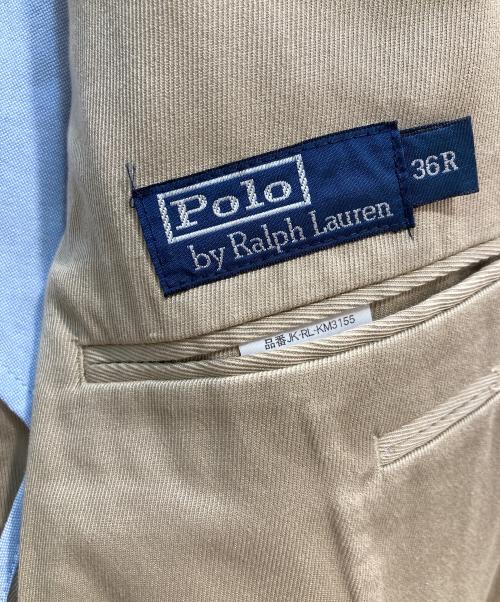 Polo
by Ralph Lauren
36R
品番JK-RL-KM3155